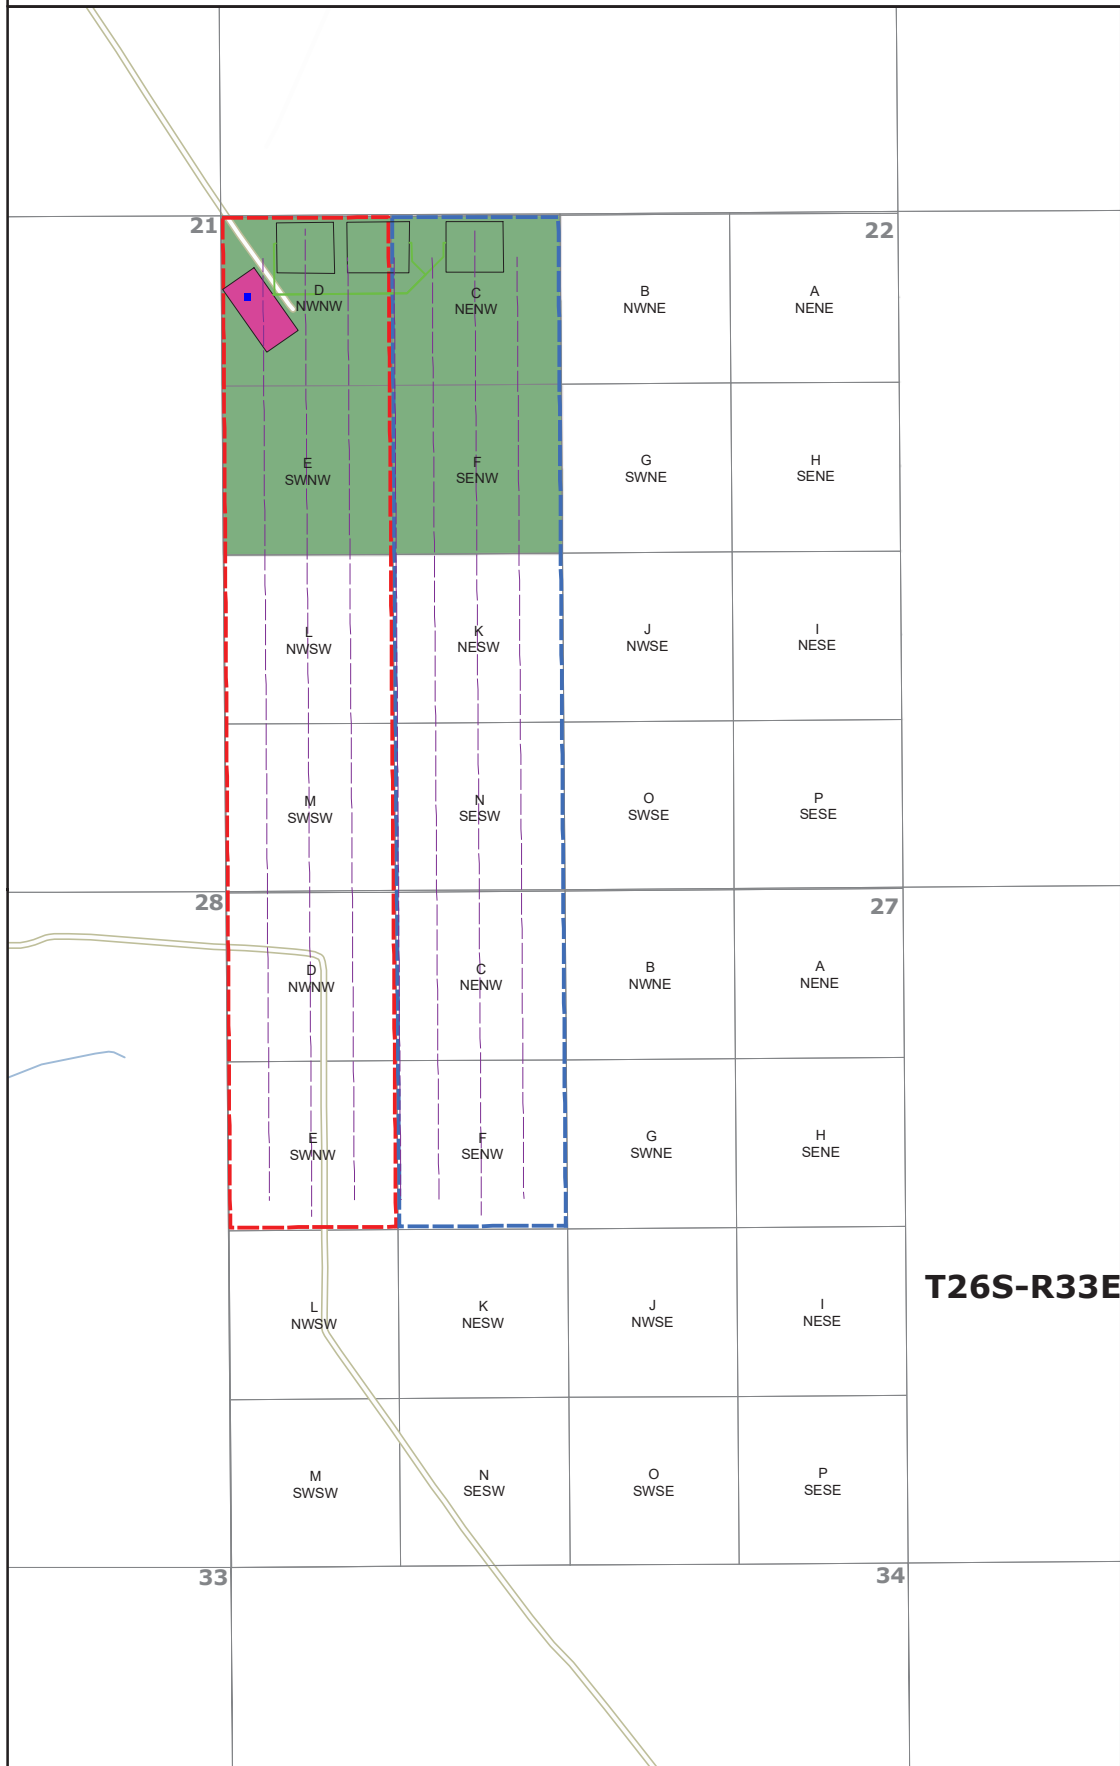 21
22
D
NWNW
C
NENW
B
NWNE
A
NENE
E
SWNW
F
SENW
G
SWNE
H
SENE
L
NWSW
K
NESW
J
NWSE
I
NESE
M
SWSW
N
SESW
O
SWSE
P
SESE
28
27
D
NWNW
C
NENW
B
NWNE
A
NENE
E
SWNW
F
SENW
G
SWNE
H
SENE
T26S-R33E
L
NWSW
K
NESW
J
NWSE
I
NESE
M
SWSW
N
SESW
O
SWSE
P
SESE
33
34